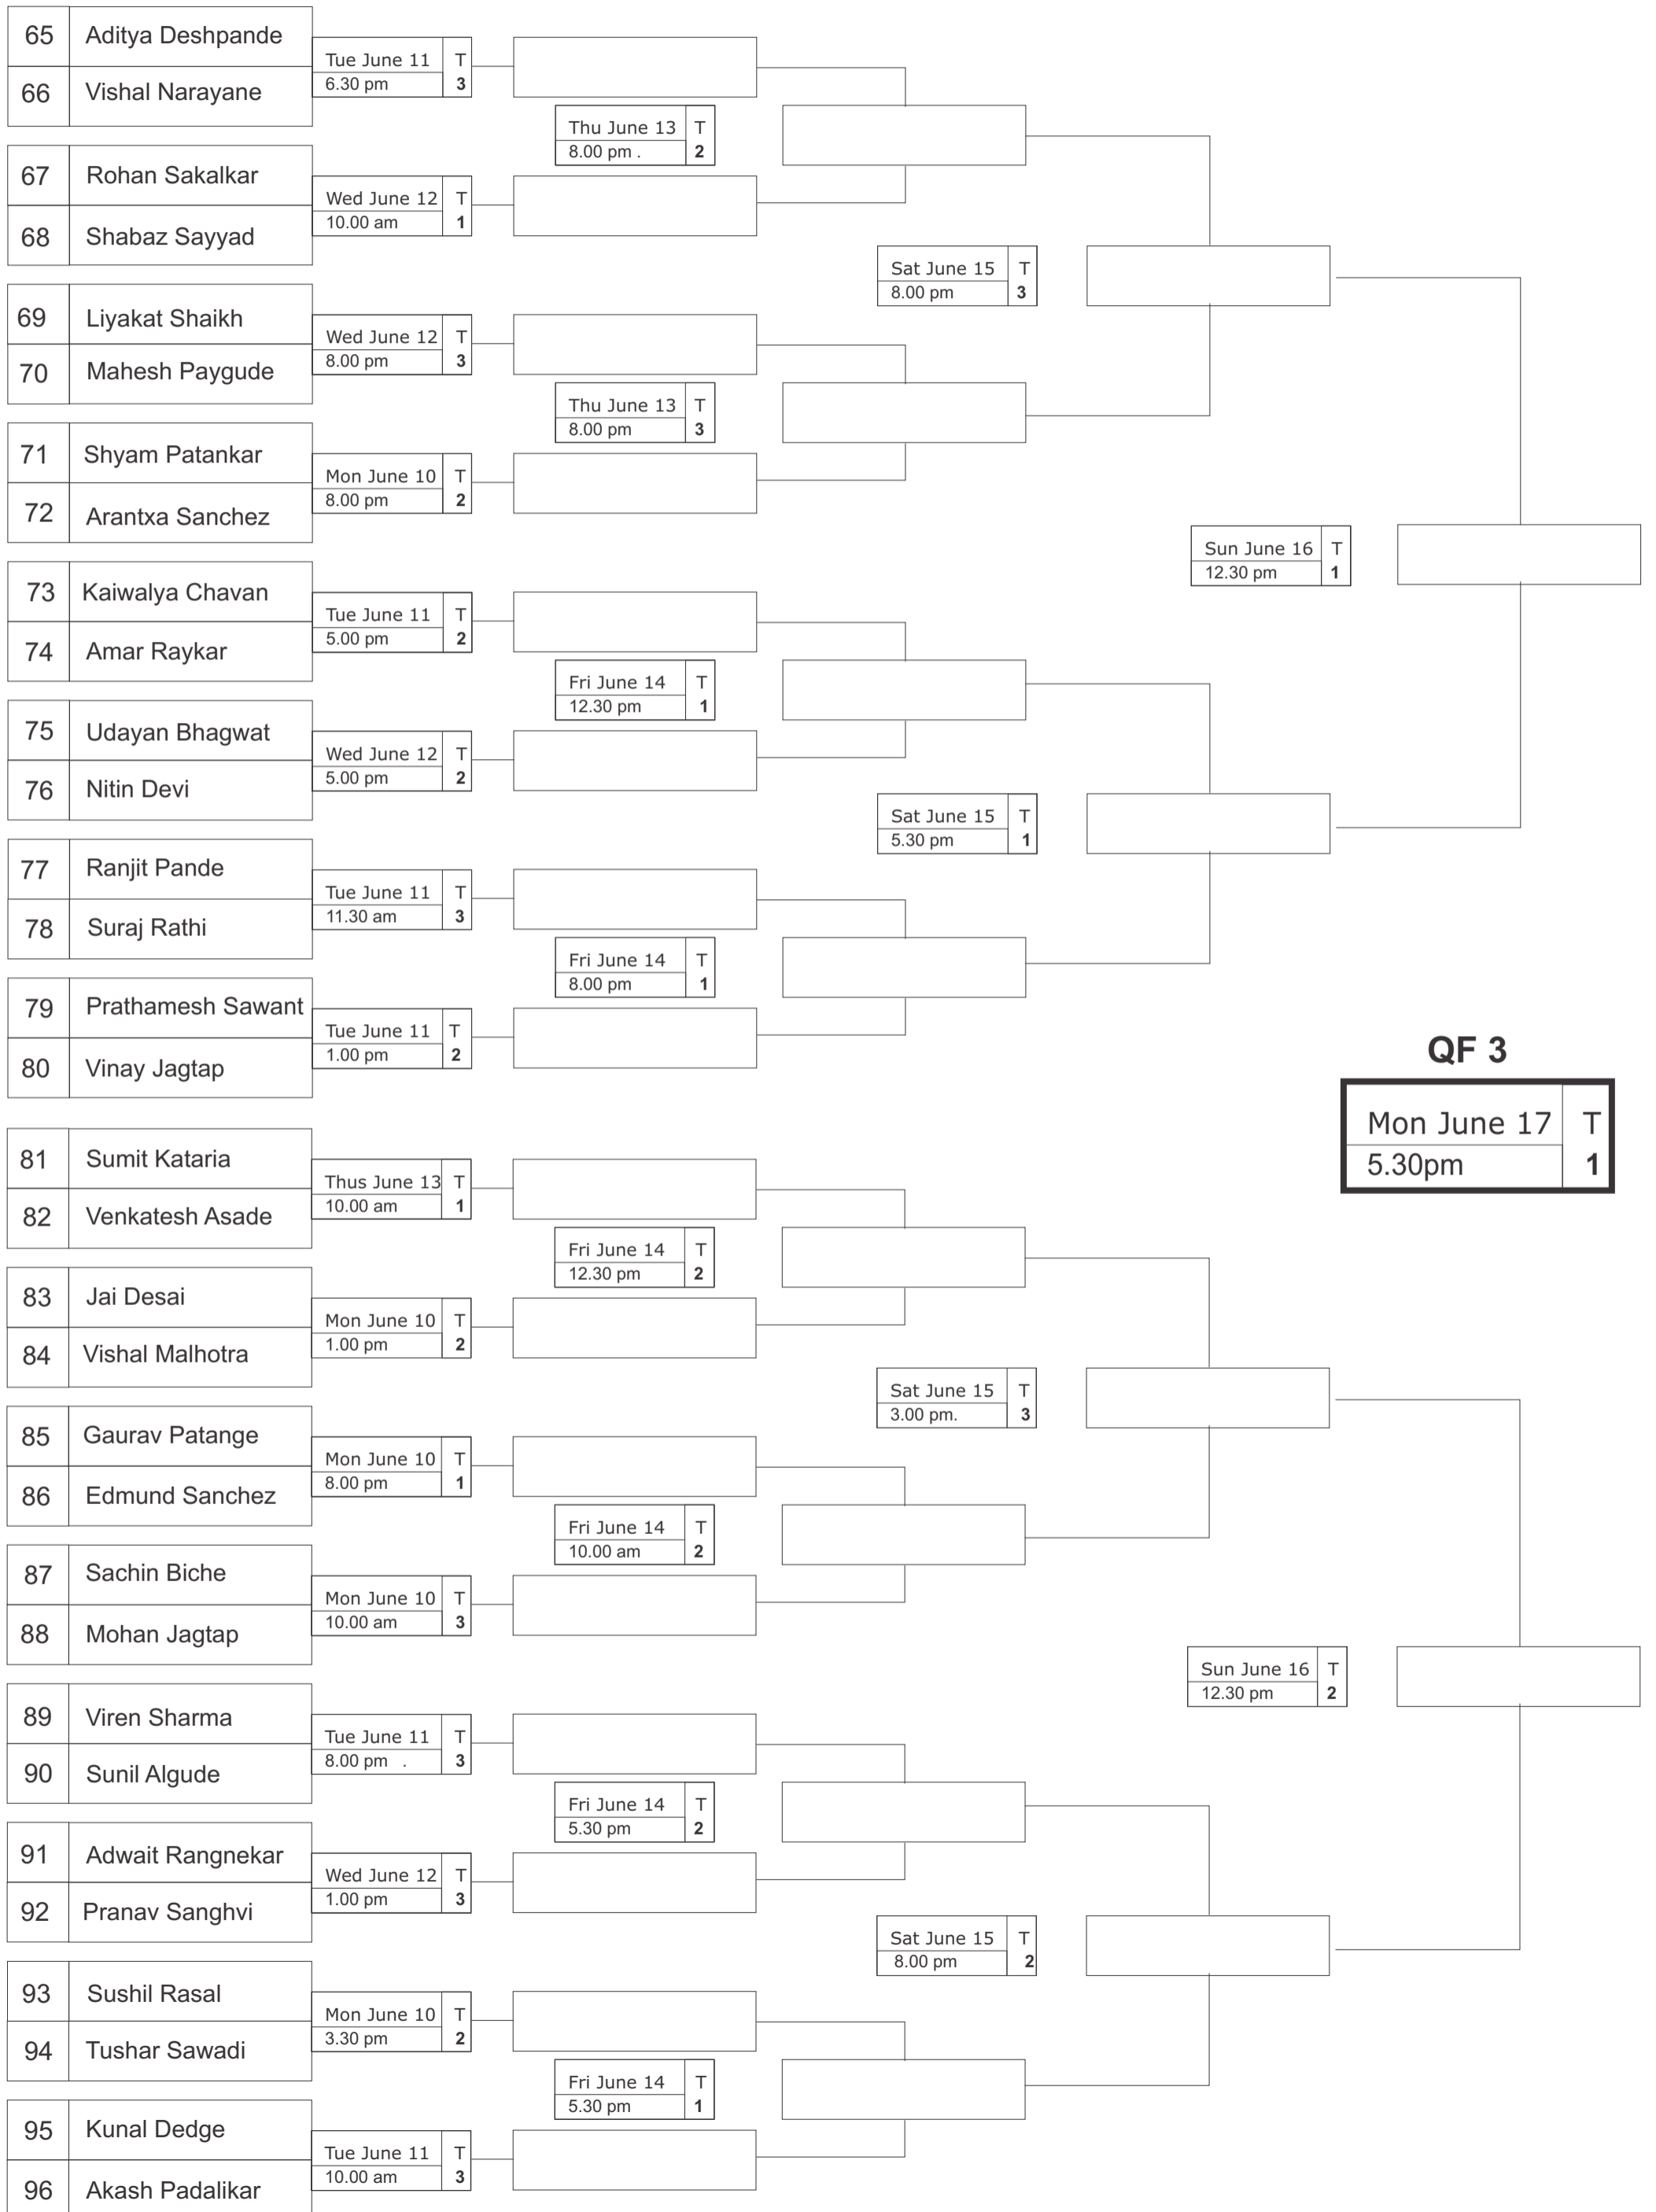 65 Aditya Deshpande
Tue June 11 T
6.30 pm 3
66 Vishal Narayane
Thu June 13 T
8.00 pm . 2
67 Rohan Sakalkar
Wed June 12 T
10.00 am 1
68 Shabaz Sayyad
Sat June 15 T
8.00 pm 3
69 Liyakat Shaikh
Wed June 12 T
8.00 pm 3
70 Mahesh Paygude
Thu June 13 T
8.00 pm 3
71 Shyam Patankar
Mon June 10 T
8.00 pm 2
72 Arantxa Sanchez
Sun June 16 T
12.30 pm 1
73 Kaiwalya Chavan
Tue June 11 T
5.00 pm 2
74 Amar Raykar
Fri June 14 T
12.30 pm 1
75 Udayan Bhagwat
Wed June 12 T
5.00 pm 2
76 Nitin Devi
Sat June 15 T
5.30 pm 1
77 Ranjit Pande
Tue June 11 T
11.30 am 3
78 Suraj Rathi
Fri June 14 T
8.00 pm 1
79 Prathamesh Sawant
Tue June 11 T
1.00 pm 2
80 Vinay Jagtap
QF 3
Mon June 17 T
5.30pm 1
81 Sumit Kataria
Thus June 13 T
10.00 am 1
82 Venkatesh Asade
Fri June 14 T
12.30 pm 2
83 Jai Desai
Mon June 10 T
1.00 pm 2
84 Vishal Malhotra
Sat June 15 T
3.00 pm. 3
85 Gaurav Patange
Mon June 10 T
8.00 pm 1
86 Edmund Sanchez
Fri June 14 T
10.00 am 2
87 Sachin Biche
Mon June 10 T
10.00 am 3
88 Mohan Jagtap
Sun June 16 T
12.30 pm 2
89 Viren Sharma
Tue June 11 T
8.00 pm . 3
90 Sunil Algude
Fri June 14 T
5.30 pm 2
91 Adwait Rangnekar
Wed June 12 T
1.00 pm 3
92 Pranav Sanghvi
Sat June 15 T
8.00 pm 2
93 Sushil Rasal
Mon June 10 T
3.30 pm 2
94 Tushar Sawadi
Fri June 14 T
5.30 pm 1
95 Kunal Dedge
Tue June 11 T
10.00 am 3
96 Akash Padalikar